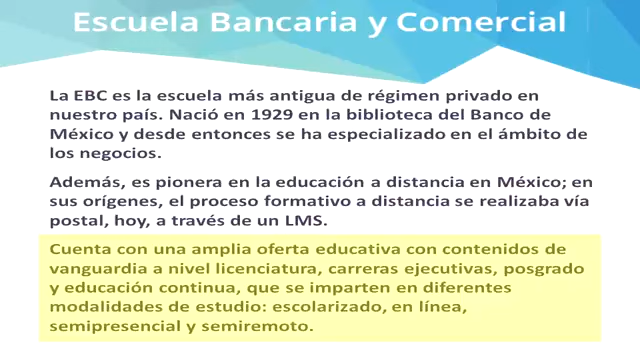 Escuela Bancaria y Comercial
La EBC es la escuela más antigua de régimen privado en
nuestro país. Nació en 1929 en la biblioteca del Banco de
México y desde entonces se ha especializado en el ámbito de
los negocios.
Además, es pionera en la educación a distancia en México; en
sus orígenes, el proceso formativo a distancia se realizaba vía
postal, hoy, a través de un LMS.
Cuenta con una amplia oferta educativa con contenidos de
vanguardia a nivel licenciatura, carreras ejecutivas, posgrado
y educación continua, que se imparten en diferentes
modalidades de estudio: escolarizado, en línea,
semipresencial y semiremoto.